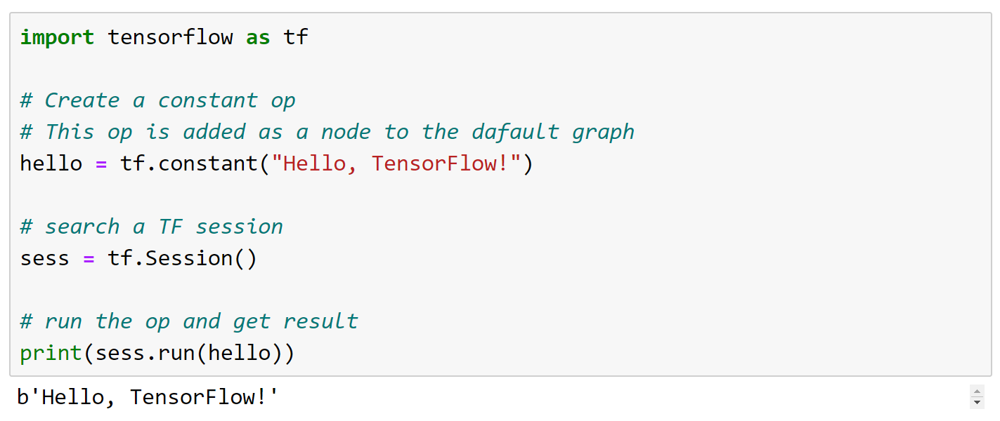 import tensorflow as tf
# Create a constant op
# This op is added as a node to the dafault graph
hello = tf.constant("Hello, TensorFlow!")
# search a TF session
sess = tf.Session()
# run the op and get result
print(sess.run(hello))
b'Hello, TensorFlow!'